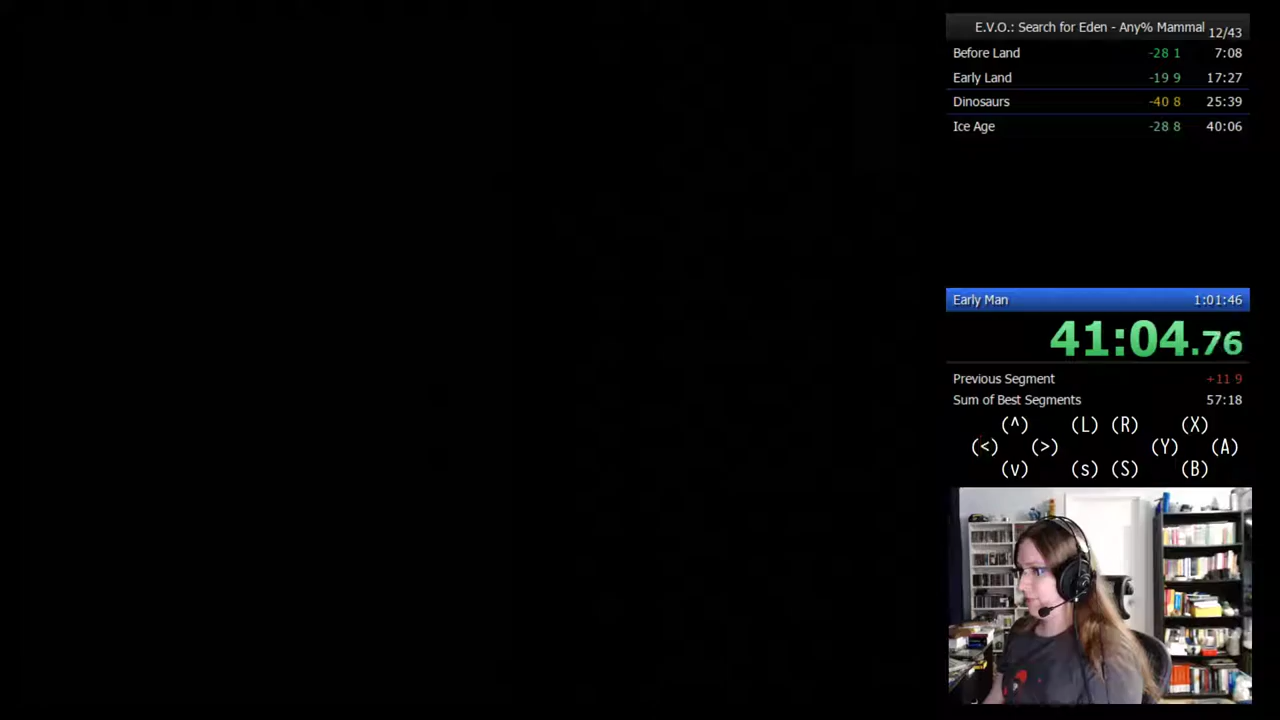 E.V.O.: Search for Eden - Any% Mammal 12/43
Before Land -28 1 7:08
Early Land -19 9 17:27
Dinosaurs -40 8 25:39
Ice Age -28 8 40:06
Early Man 1:01:46
41:04.76
Previous Segment +11 9
Sum of Best Segments 57:18
(^) (L) (R) (X)
(<) (>) (Y) (A)
(v) (s) (S) (B)